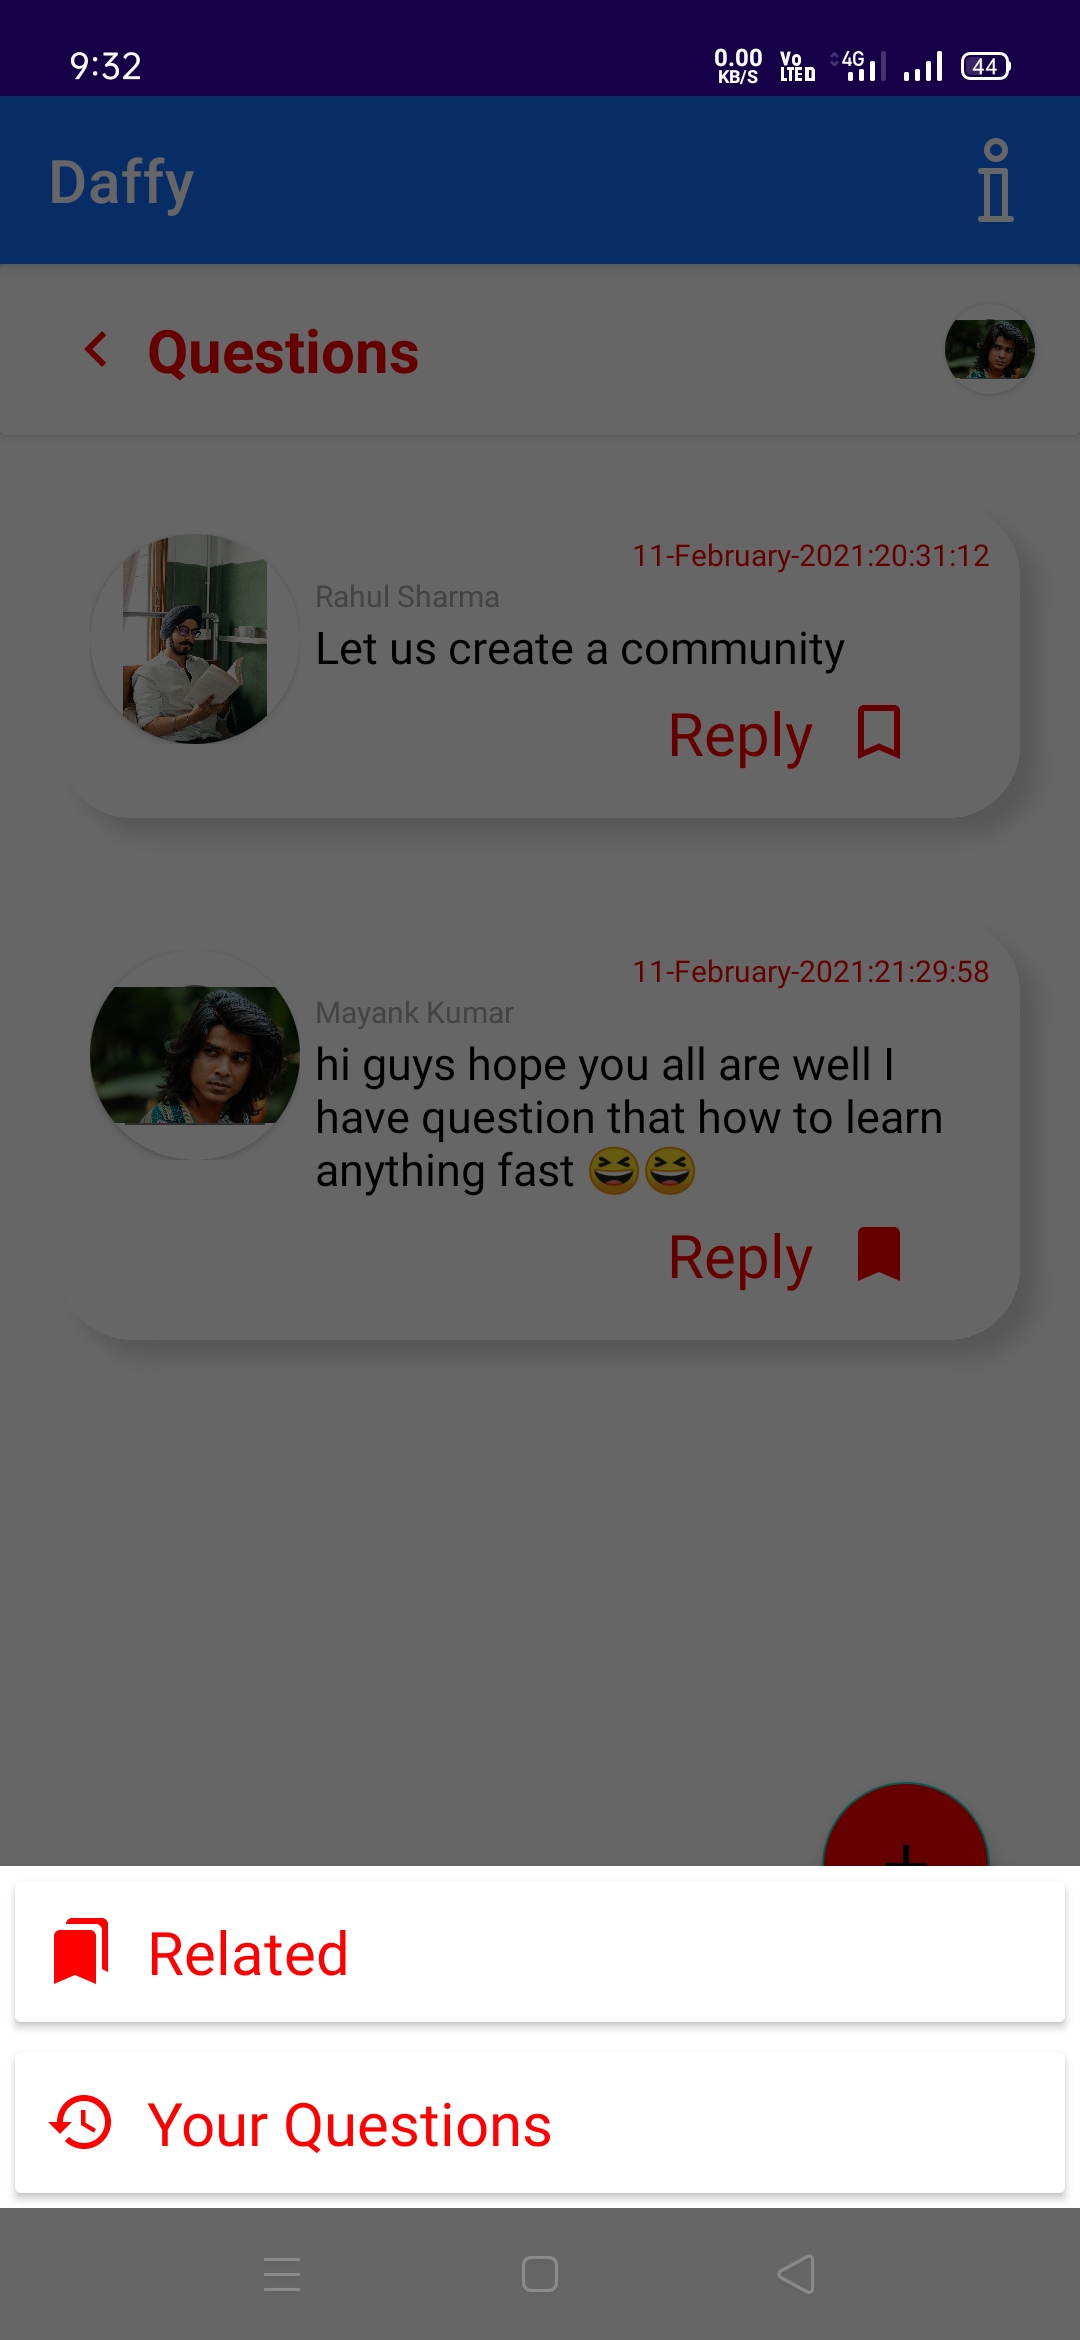 9:32
0.00 KB/S Vo LTE 4G 44
Daffy
Questions
11-February-2021:20:31:12
Rahul Sharma
Let us create a community
Reply
11-February-2021:21:29:58
Mayank Kumar
hi guys hope you all are well I
have question that how to learn
anything fast 😆😆
Reply
+
Related
Your Questions